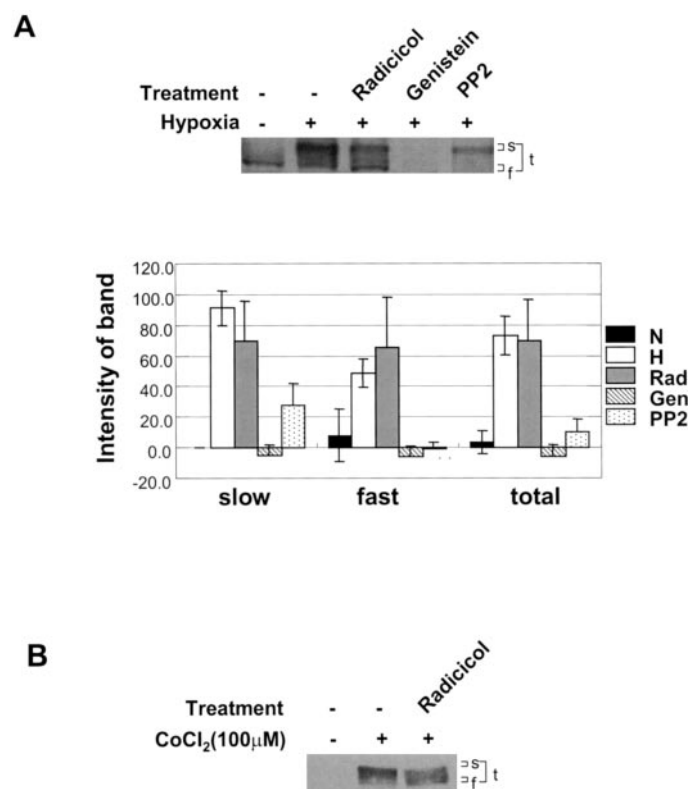 A
Radicicol
Genistein
PP2
Treatment - -
Hypoxia - + + + +
s
t
f
120.0
100.0
80.0
60.0
40.0
20.0
0.0
-20.0
Intensity of band
slow fast total
N
H
Rad
Gen
PP2
B
Radicicol
Treatment - -
CoCl₂(100μM) - + +
s
t
f